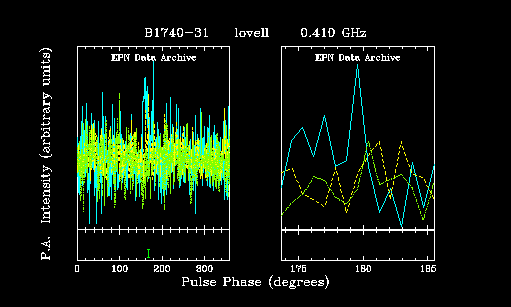 B1740-31 lovell 0.410 GHz
EPN Data Archive EPN Data Archive
P.A. Intensity (arbitrary units)
0 100 200 300 175 180 185
Pulse Phase (degrees)